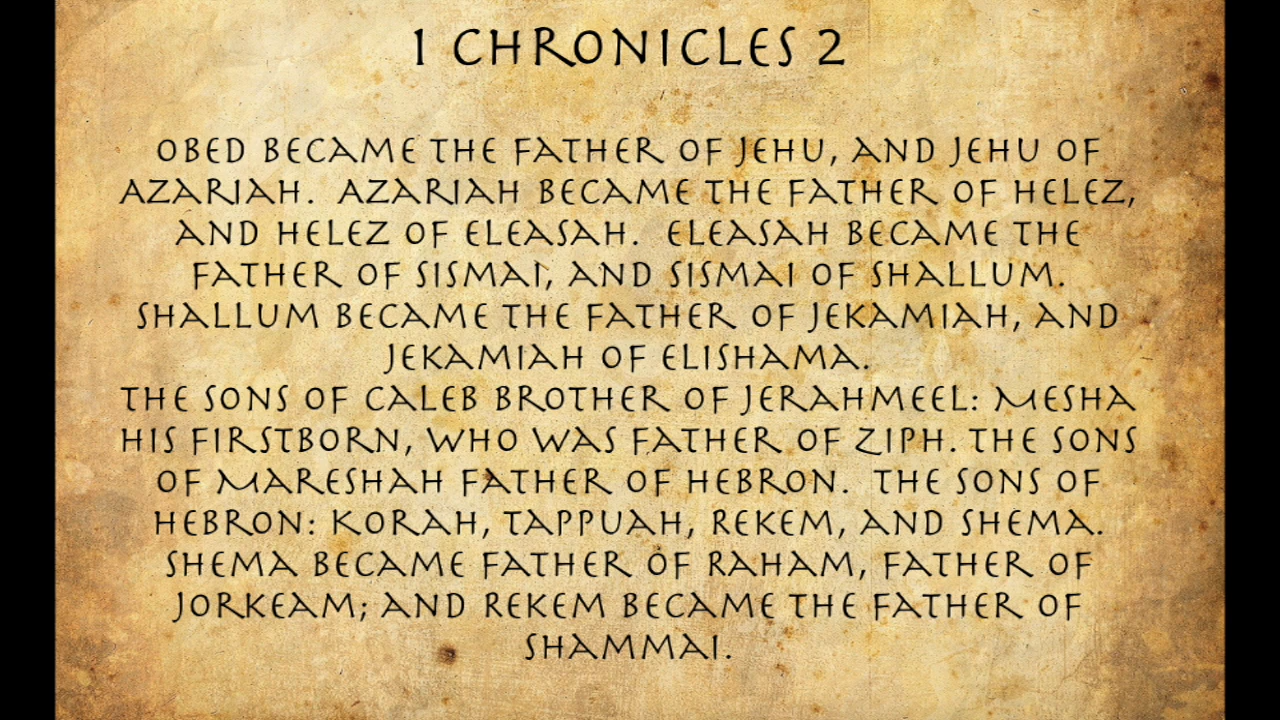 1 CHRONICLES 2
OBED BECAME THE FATHER OF JEHU, AND JEHU OF
AZARIAH.  AZARIAH BECAME THE FATHER OF HELEZ,
AND HELEZ OF ELEASAH.  ELEASAH BECAME THE
FATHER OF SISMAI, AND SISMAI OF SHALLUM.
SHALLUM BECAME THE FATHER OF JEKAMIAH, AND
JEKAMIAH OF ELISHAMA.
THE SONS OF CALEB BROTHER OF JERAHMEEL: MESHA
HIS FIRSTBORN, WHO WAS FATHER OF ZIPH. THE SONS
OF MARESHAH FATHER OF HEBRON.  THE SONS OF
HEBRON: KORAH, TAPPUAH, REKEM, AND SHEMA.
SHEMA BECAME FATHER OF RAHAM, FATHER OF
JORKEAM; AND REKEM BECAME THE FATHER OF
SHAMMAI.